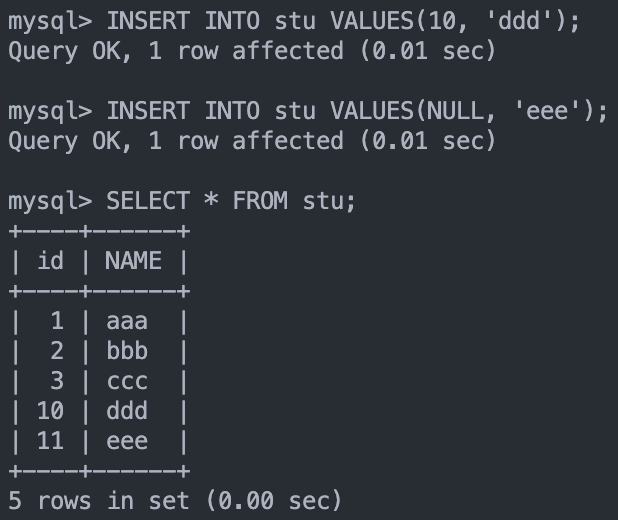 mysql> INSERT INTO stu VALUES(10, 'ddd');
Query OK, 1 row affected (0.01 sec)
mysql> INSERT INTO stu VALUES(NULL, 'eee');
Query OK, 1 row affected (0.01 sec)
mysql> SELECT * FROM stu;
+----+------+
| id | NAME |
+----+------+
|  1 | aaa  |
|  2 | bbb  |
|  3 | ccc  |
| 10 | ddd  |
| 11 | eee  |
+----+------+
5 rows in set (0.00 sec)